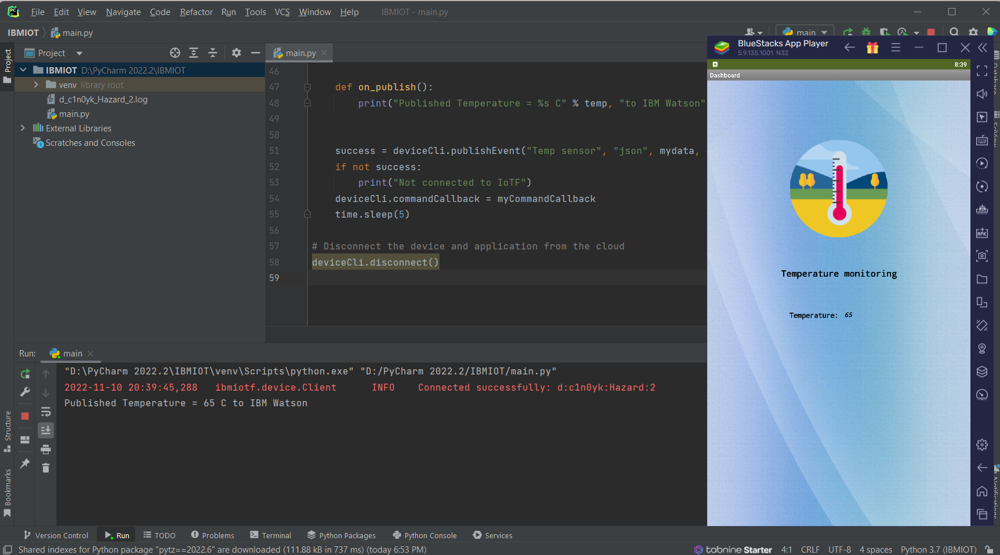 PC File Edit View Navigate Code Refactor Run Tools VCS Window Help IBMIOT - main.py
IBMIOT main.py main
Project main.py
IBMIOT D:\PyCharm 2022.2\IBMIOT
venv library root
d_c1n0yk_Hazard_2.log
main.py
External Libraries
Scratches and Consoles
Project
Structure
Bookmarks
46
47 def on_publish():
48 print("Published Temperature = %s C" % temp, "to IBM Watson"
49
50
51 success = deviceCli.publishEvent("Temp sensor", "json", mydata,
52 if not success:
53 print("Not connected to IoTF")
54 deviceCli.commandCallback = myCommandCallback
55 time.sleep(5)
56
57 # Disconnect the device and application from the cloud
58 deviceCli.disconnect()
59
BlueStacks App Player
5.9.135.1001 N32
A 8:39
Dashboard
Temperature monitoring
Temperature: 65
APK
Run: main
"D:\PyCharm 2022.2\IBMIOT\venv\Scripts\python.exe" "D:/PyCharm 2022.2/IBMIOT/main.py"
2022-11-10 20:39:45,288 ibmiotf.device.Client INFO Connected successfully: d:c1n0yk:Hazard:2
Published Temperature = 65 C to IBM Watson
Version Control Run TODO Problems Terminal Python Packages Python Console Services
Shared indexes for Python package "pytz==2022.6" are downloaded (111.88 kB in 737 ms) (today 6:53 PM) tabnine Starter 4:1 CRLF UTF-8 4 spaces Python 3.7 (IBMIOT)